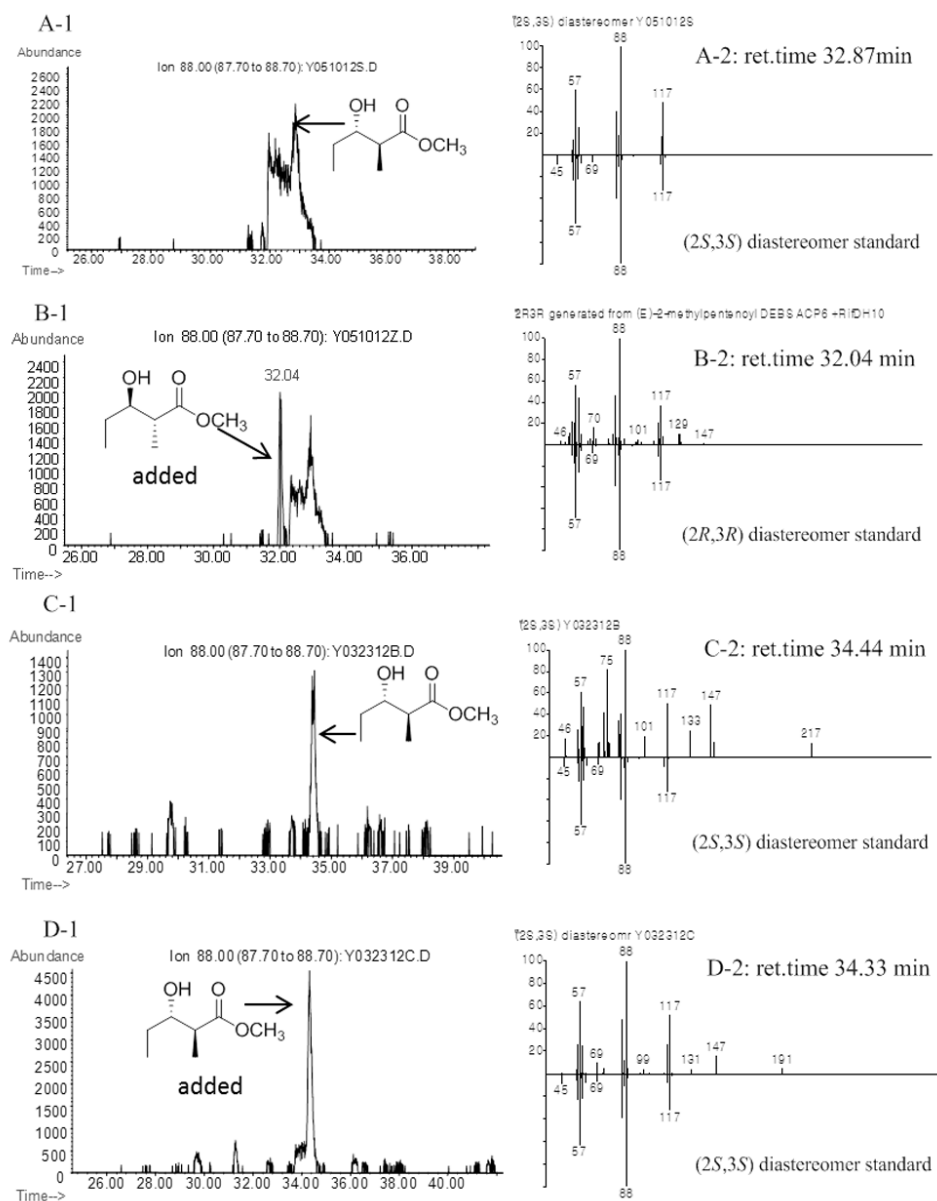 A-1
Abundance
Ion 88.00 (87.70 to 88.70): Y051012S.D
2600
2400
2200
2000
1800
1600
1400
1200
1000
800
600
400
200
0
OH
O
OCH3
26.00 28.00 30.00 32.00 34.00 36.00 38.00
Time-->
(2S,3S) diastereomer Y051012S
A-2: ret.time 32.87min
100
80
60
40
20
88
57
117
45
69
117
57
88
(2S,3S) diastereomer standard
B-1
Abundance
Ion 88.00 (87.70 to 88.70): Y051012Z.D
2400
2200
2000
1800
1600
1400
1200
1000
800
600
400
200
0
32.04
OH
O
OCH3
added
26.00 28.00 30.00 32.00 34.00 36.00
Time-->
2R3R generated from (E)-2-methylpentenoyl DEBS ACP6 +RifDH10
B-2: ret.time 32.04 min
100
80
60
40
20
88
57
117
46
70
101
129
147
69
117
57
88
(2R,3R) diastereomer standard
C-1
Abundance
Ion 88.00 (87.70 to 88.70): Y032312B.D
1400
1300
1200
1100
1000
900
800
700
600
500
400
300
200
100
0
OH
O
OCH3
27.00 29.00 31.00 33.00 35.00 37.00 39.00
Time-->
(2S,3S) Y032312B
C-2: ret.time 34.44 min
100
80
60
40
20
88
75
57
117
147
46
101
133
217
45
69
117
57
88
(2S,3S) diastereomer standard
D-1
Abundance
Ion 88.00 (87.70 to 88.70): Y032312C.D
4500
4000
3500
3000
2500
2000
1500
1000
500
0
OH
O
OCH3
added
26.00 28.00 30.00 32.00 34.00 36.00 38.00 40.00
Time-->
(2S,3S) diastereomr Y032312C
D-2: ret.time 34.33 min
100
80
60
40
20
88
57
117
69
99
131
147
191
45
69
117
57
88
(2S,3S) diastereomer standard